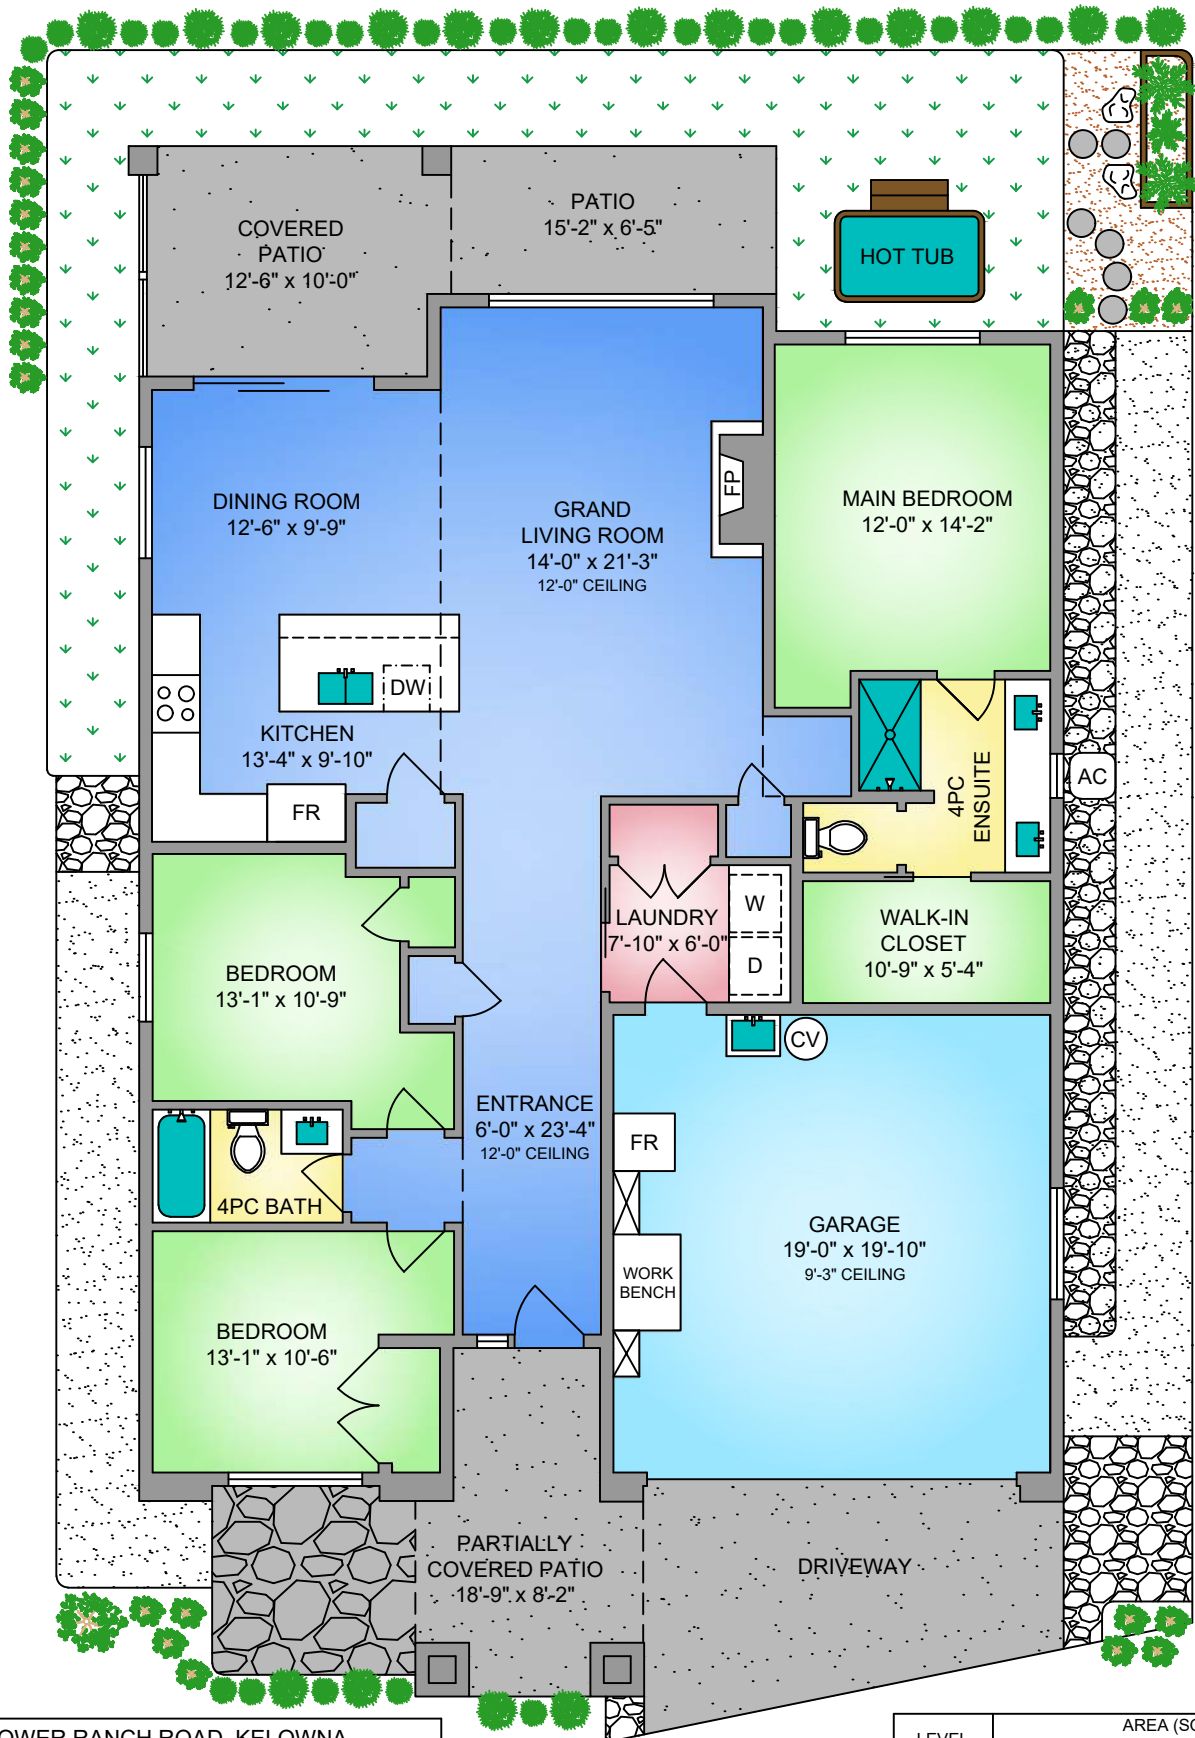 COVERED
PATIO
12'-6" x 10'-0"
PATIO
15'-2" x 6'-5"
HOT TUB
DINING ROOM
12'-6" x 9'-9"
GRAND
LIVING ROOM
14'-0" x 21'-3"
12'-0" CEILING
FP
MAIN BEDROOM
12'-0" x 14'-2"
DW
KITCHEN
13'-4" x 9'-10"
FR
4PC
ENSUITE
AC
LAUNDRY
7'-10" x 6'-0"
W
D
WALK-IN
CLOSET
10'-9" x 5'-4"
BEDROOM
13'-1" x 10'-9"
CV
ENTRANCE
6'-0" x 23'-4"
12'-0" CEILING
FR
4PC BATH
GARAGE
19'-0" x 19'-10"
9'-3" CEILING
WORK
BENCH
BEDROOM
13'-1" x 10'-6"
PARTIALLY
COVERED PATIO
18'-9" x 8'-2"
DRIVEWAY
RANCH ROAD, KELOWNA
LEVEL
AREA